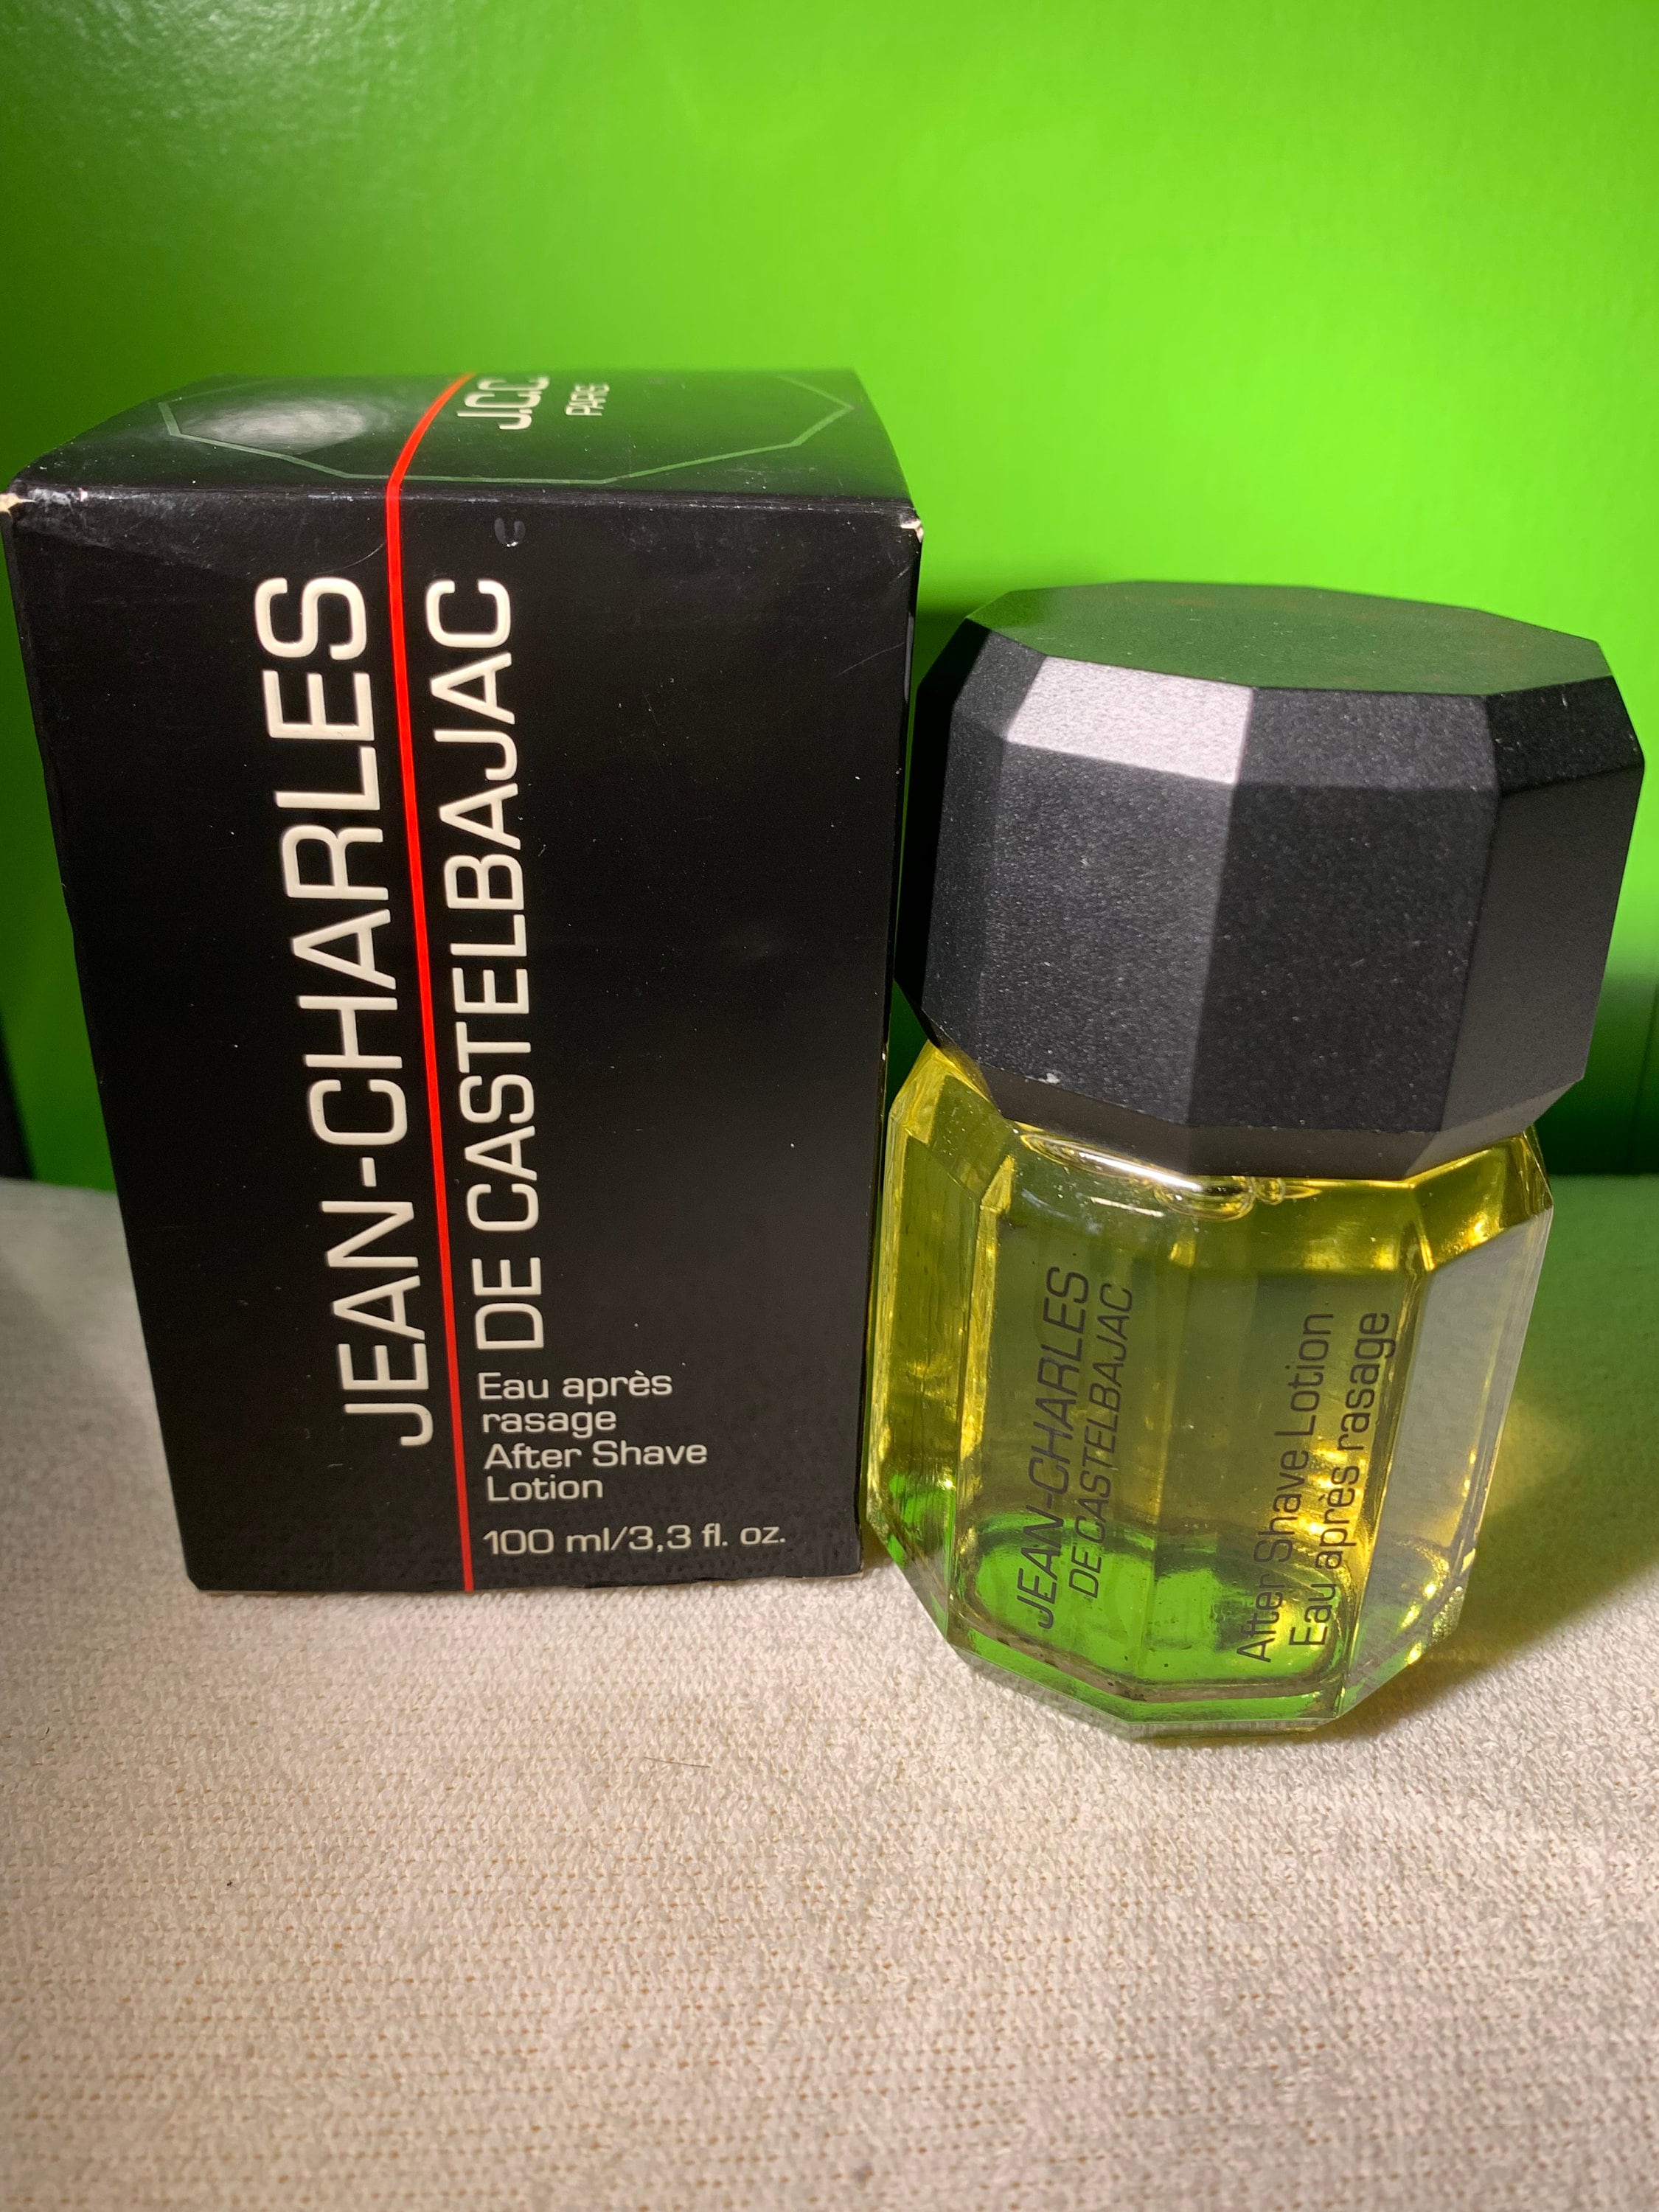 J.C.C.
PARIS
JEAN-CHARLES
DE CASTELBAJAC
Eau après
rasage
After Shave
Lotion
100 ml/3,3 fl. oz.
JEAN-CHARLES
DE CASTELBAJAC
After Shave Lotion
Eau après rasage